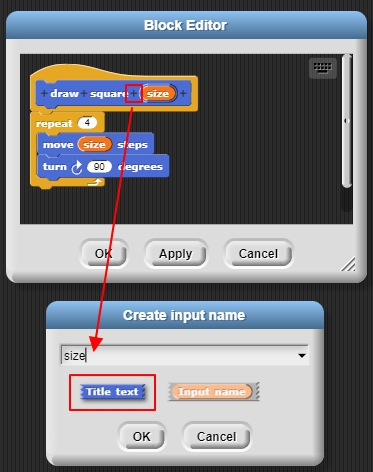 Block Editor
+ draw + square + size +
repeat 4
move size steps
turn 90 degrees
OK Apply Cancel
Create input name
size
Title text Input name
OK Cancel